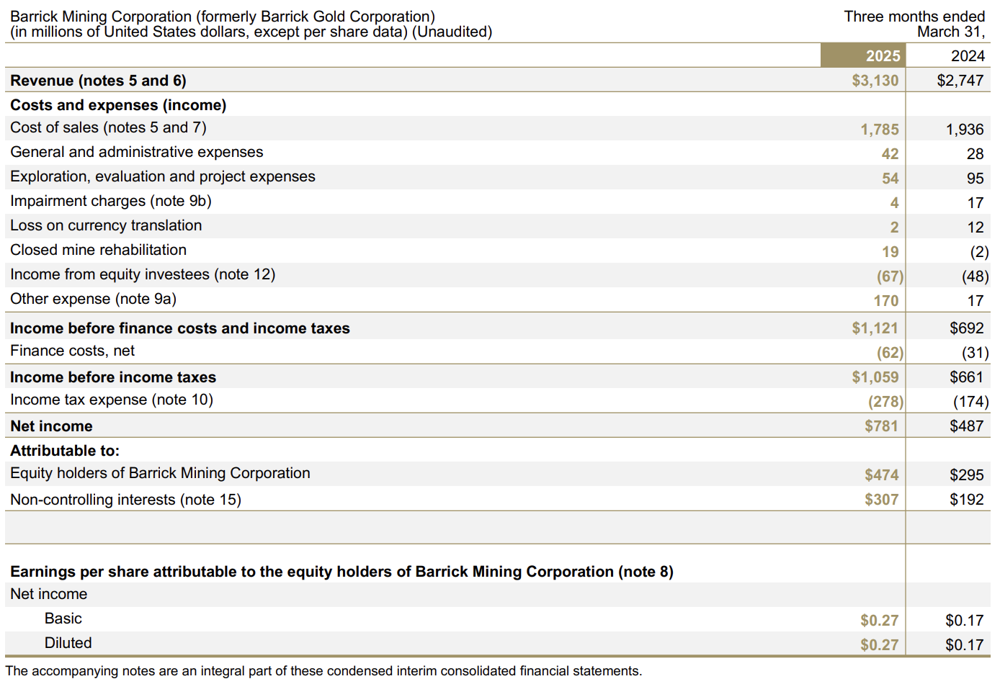 Barrick Mining Corporation (formerly Barrick Gold Corporation) Three months ended
(in millions of United States dollars, except per share data) (Unaudited) March 31,
2025 2024
Revenue (notes 5 and 6) $3,130 $2,747
Costs and expenses (income)
Cost of sales (notes 5 and 7) 1,785 1,936
General and administrative expenses 42 28
Exploration, evaluation and project expenses 54 95
Impairment charges (note 9b) 4 17
Loss on currency translation 2 12
Closed mine rehabilitation 19 (2)
Income from equity investees (note 12) (67) (48)
Other expense (note 9a) 170 17
Income before finance costs and income taxes $1,121 $692
Finance costs, net (62) (31)
Income before income taxes $1,059 $661
Income tax expense (note 10) (278) (174)
Net income $781 $487
Attributable to:
Equity holders of Barrick Mining Corporation $474 $295
Non-controlling interests (note 15) $307 $192
Earnings per share attributable to the equity holders of Barrick Mining Corporation (note 8)
Net income
Basic $0.27 $0.17
Diluted $0.27 $0.17
The accompanying notes are an integral part of these condensed interim consolidated financial statements.